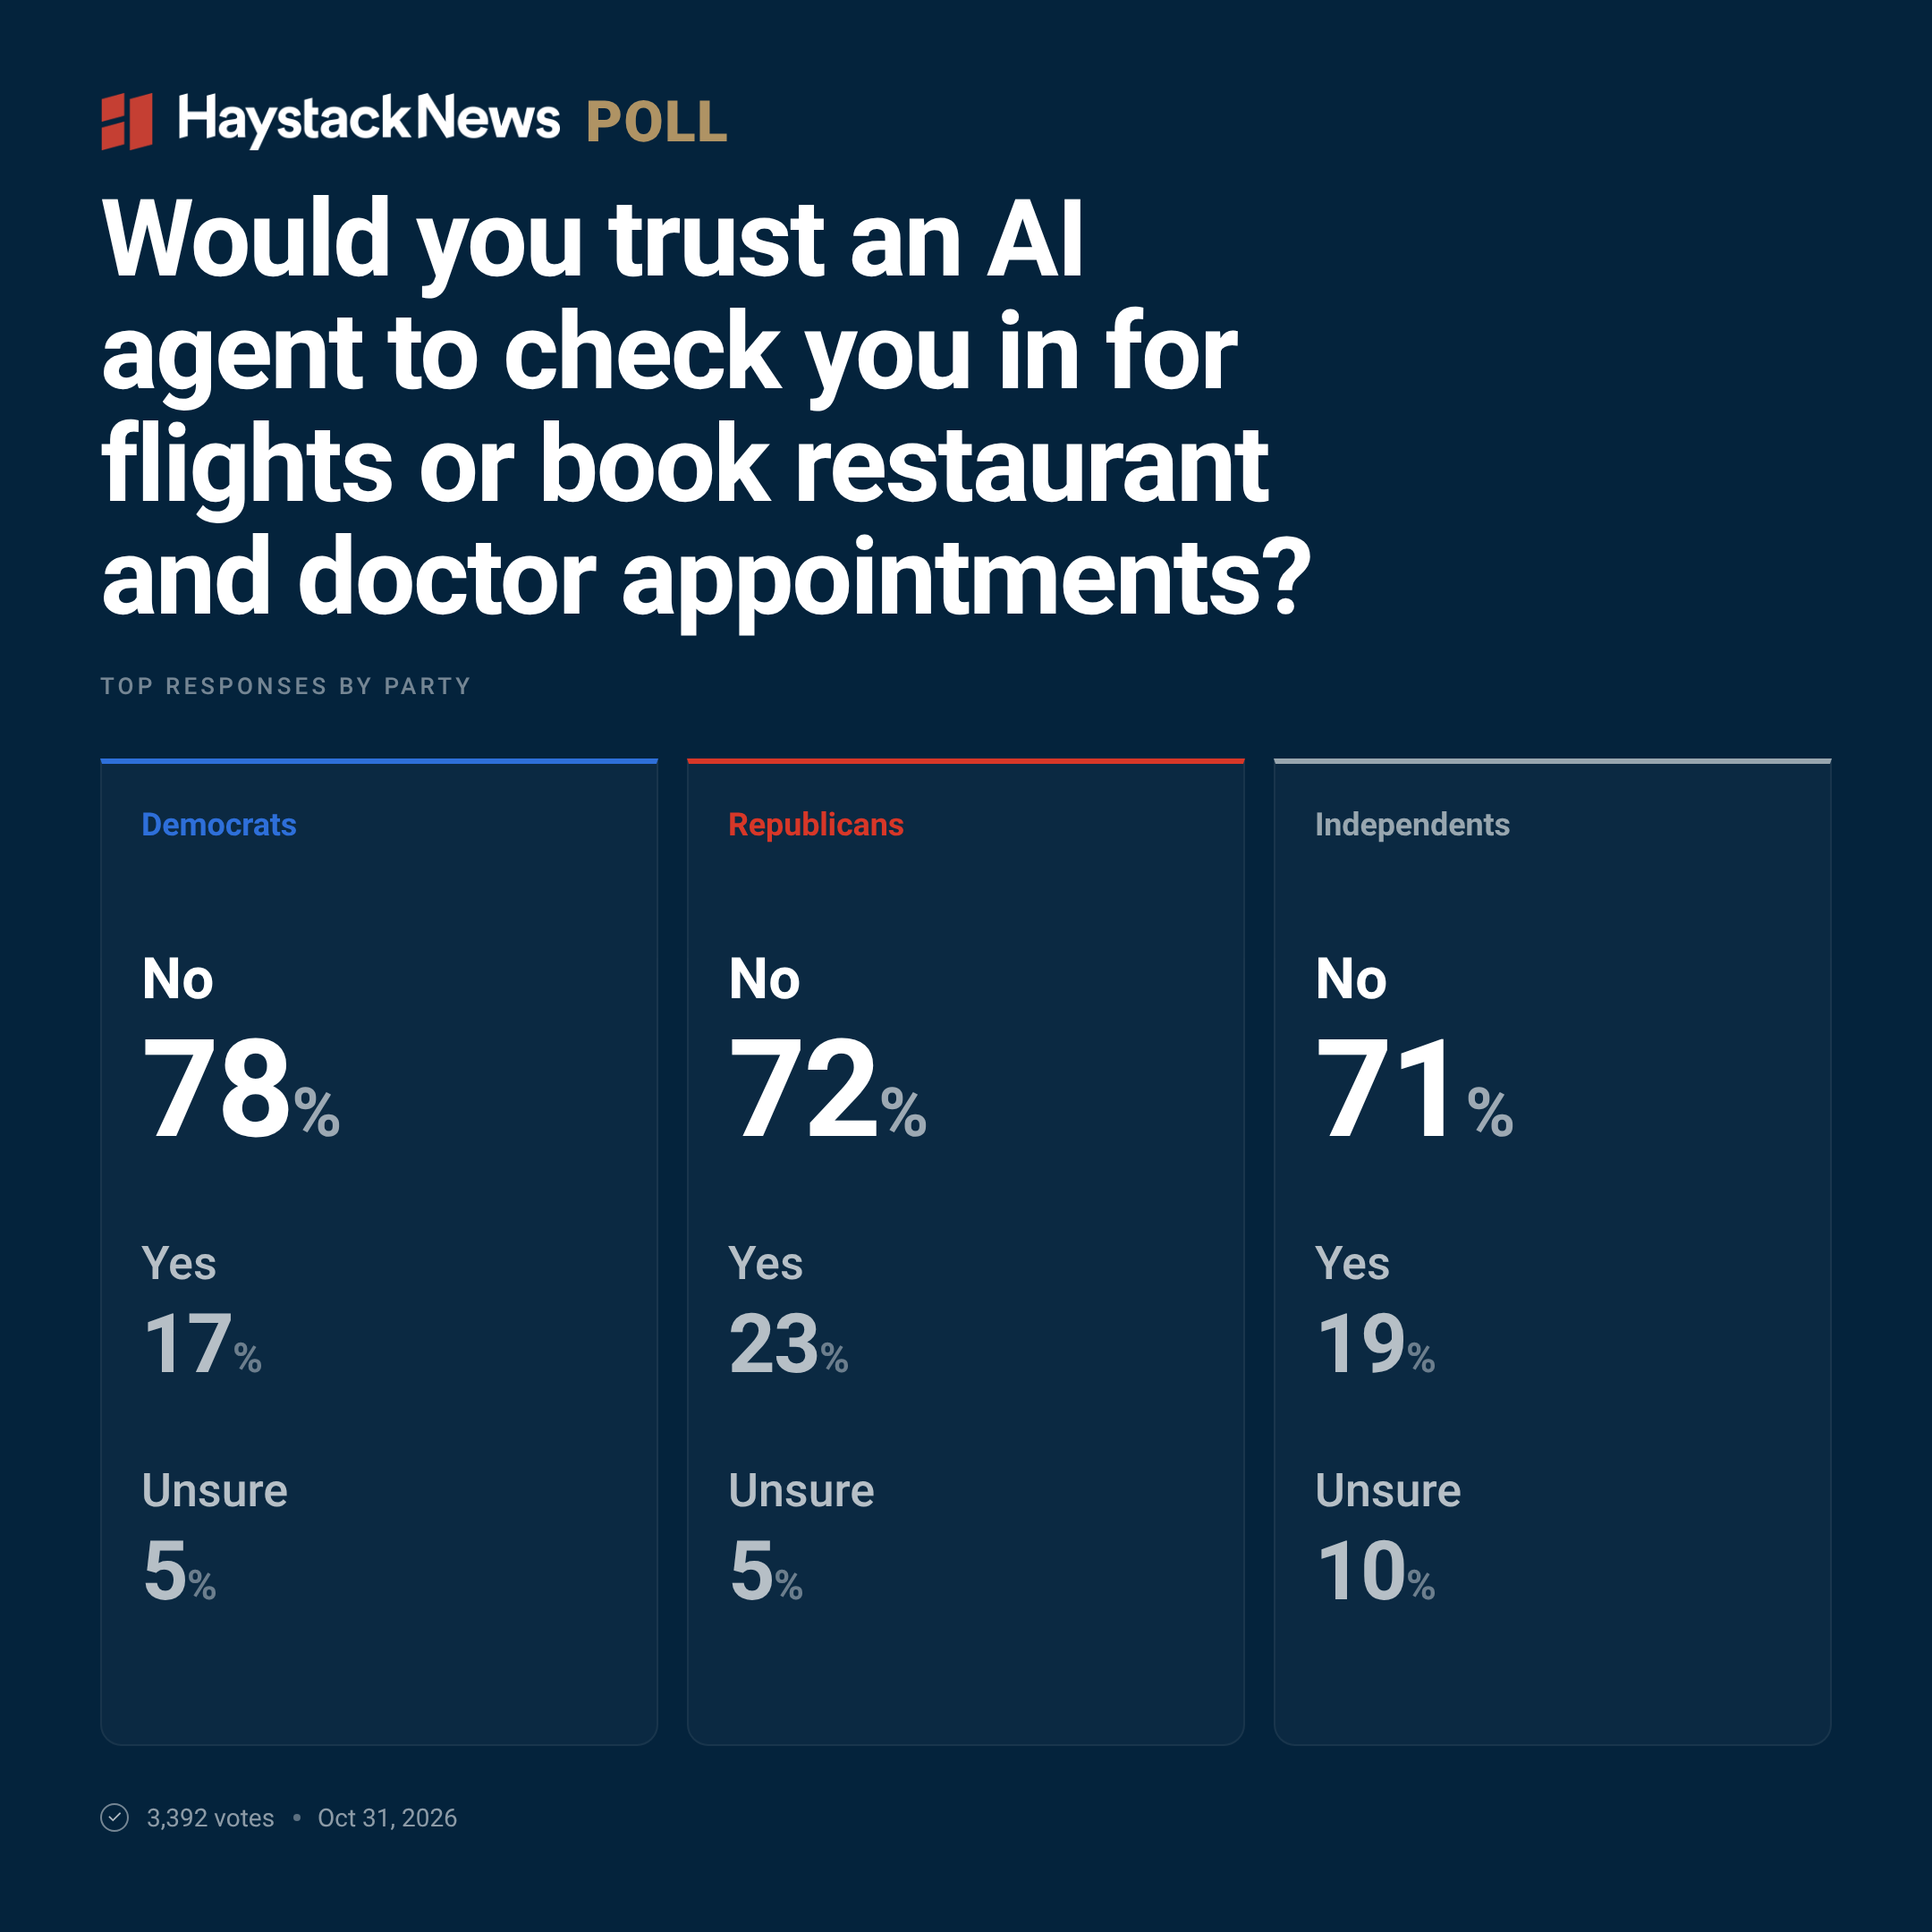 HaystackNews POLL
Would you trust an AI
agent to check you in for
flights or book restaurant
and doctor appointments?
TOP RESPONSES BY PARTY
Democrats
No
78%
Yes
17%
Unsure
5%
Republicans
No
72%
Yes
23%
Unsure
5%
Independents
No
71%
Yes
19%
Unsure
10%
3,392 votes • Oct 31, 2026